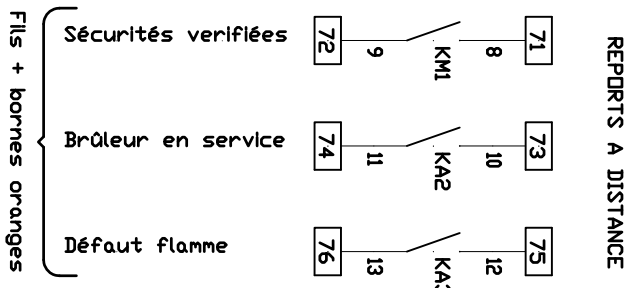 Fils + bornes oranges
Sécurités verifiées
72
9
KM1
8
71
Brûleur en service
74
11
KA2
10
73
Défaut flamme
76
13
12
75
REPORTS A DISTANCE